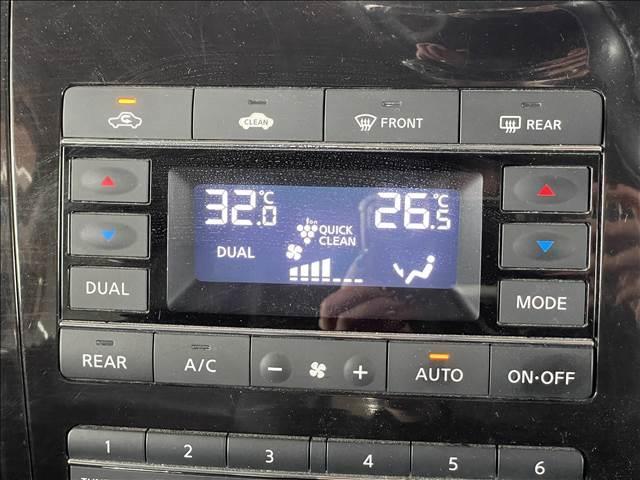 CLEAN
FRONT
REAR
32.0°C
26.5°C
ion
QUICK
CLEAN
DUAL
DUAL
MODE
REAR
A/C
− +
AUTO
ON·OFF
1 2 3 4 5 6